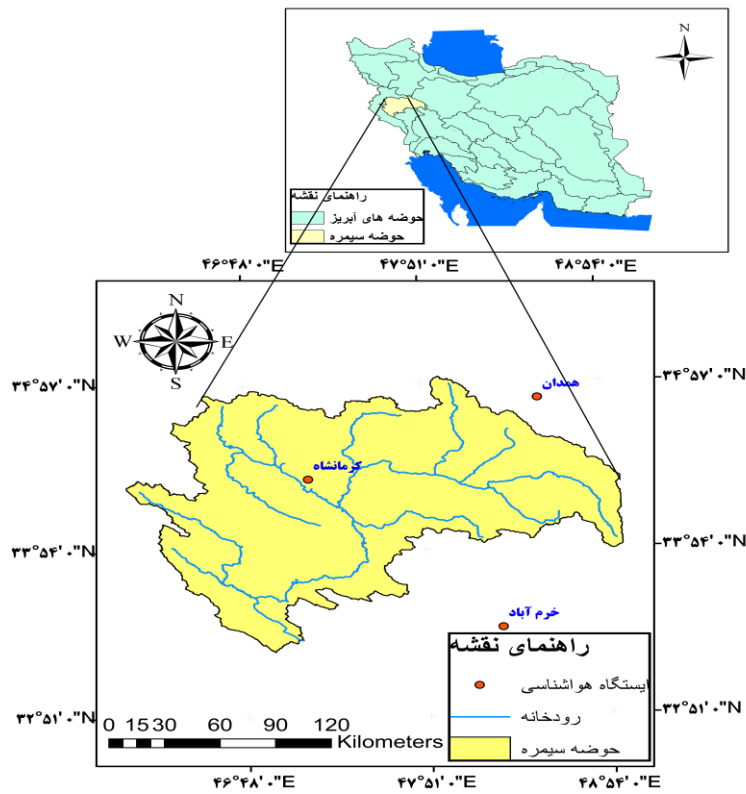 N
راهنمای نقشه
حوضه های آبریز
حوضه سیمره
۴۶°۴۸'۰"E ۴۷°۵۱'۰"E ۴۸°۵۴'۰"E
N
W E
S
۳۴°۵۷'۰"N ۳۴°۵۷'۰"N
همدان
کرمانشاه
۳۳°۵۴'۰"N ۳۳°۵۴'۰"N
خرم آباد
راهنمای نقشه
ایستگاه هواشناسی
رودخانه
حوضه سیمره
۳۲°۵۱'۰"N ۳۲°۵۱'۰"N
0 15 30 60 90 120
Kilometers
۴۶°۴۸'۰"E ۴۷°۵۱'۰"E ۴۸°۵۴'۰"E